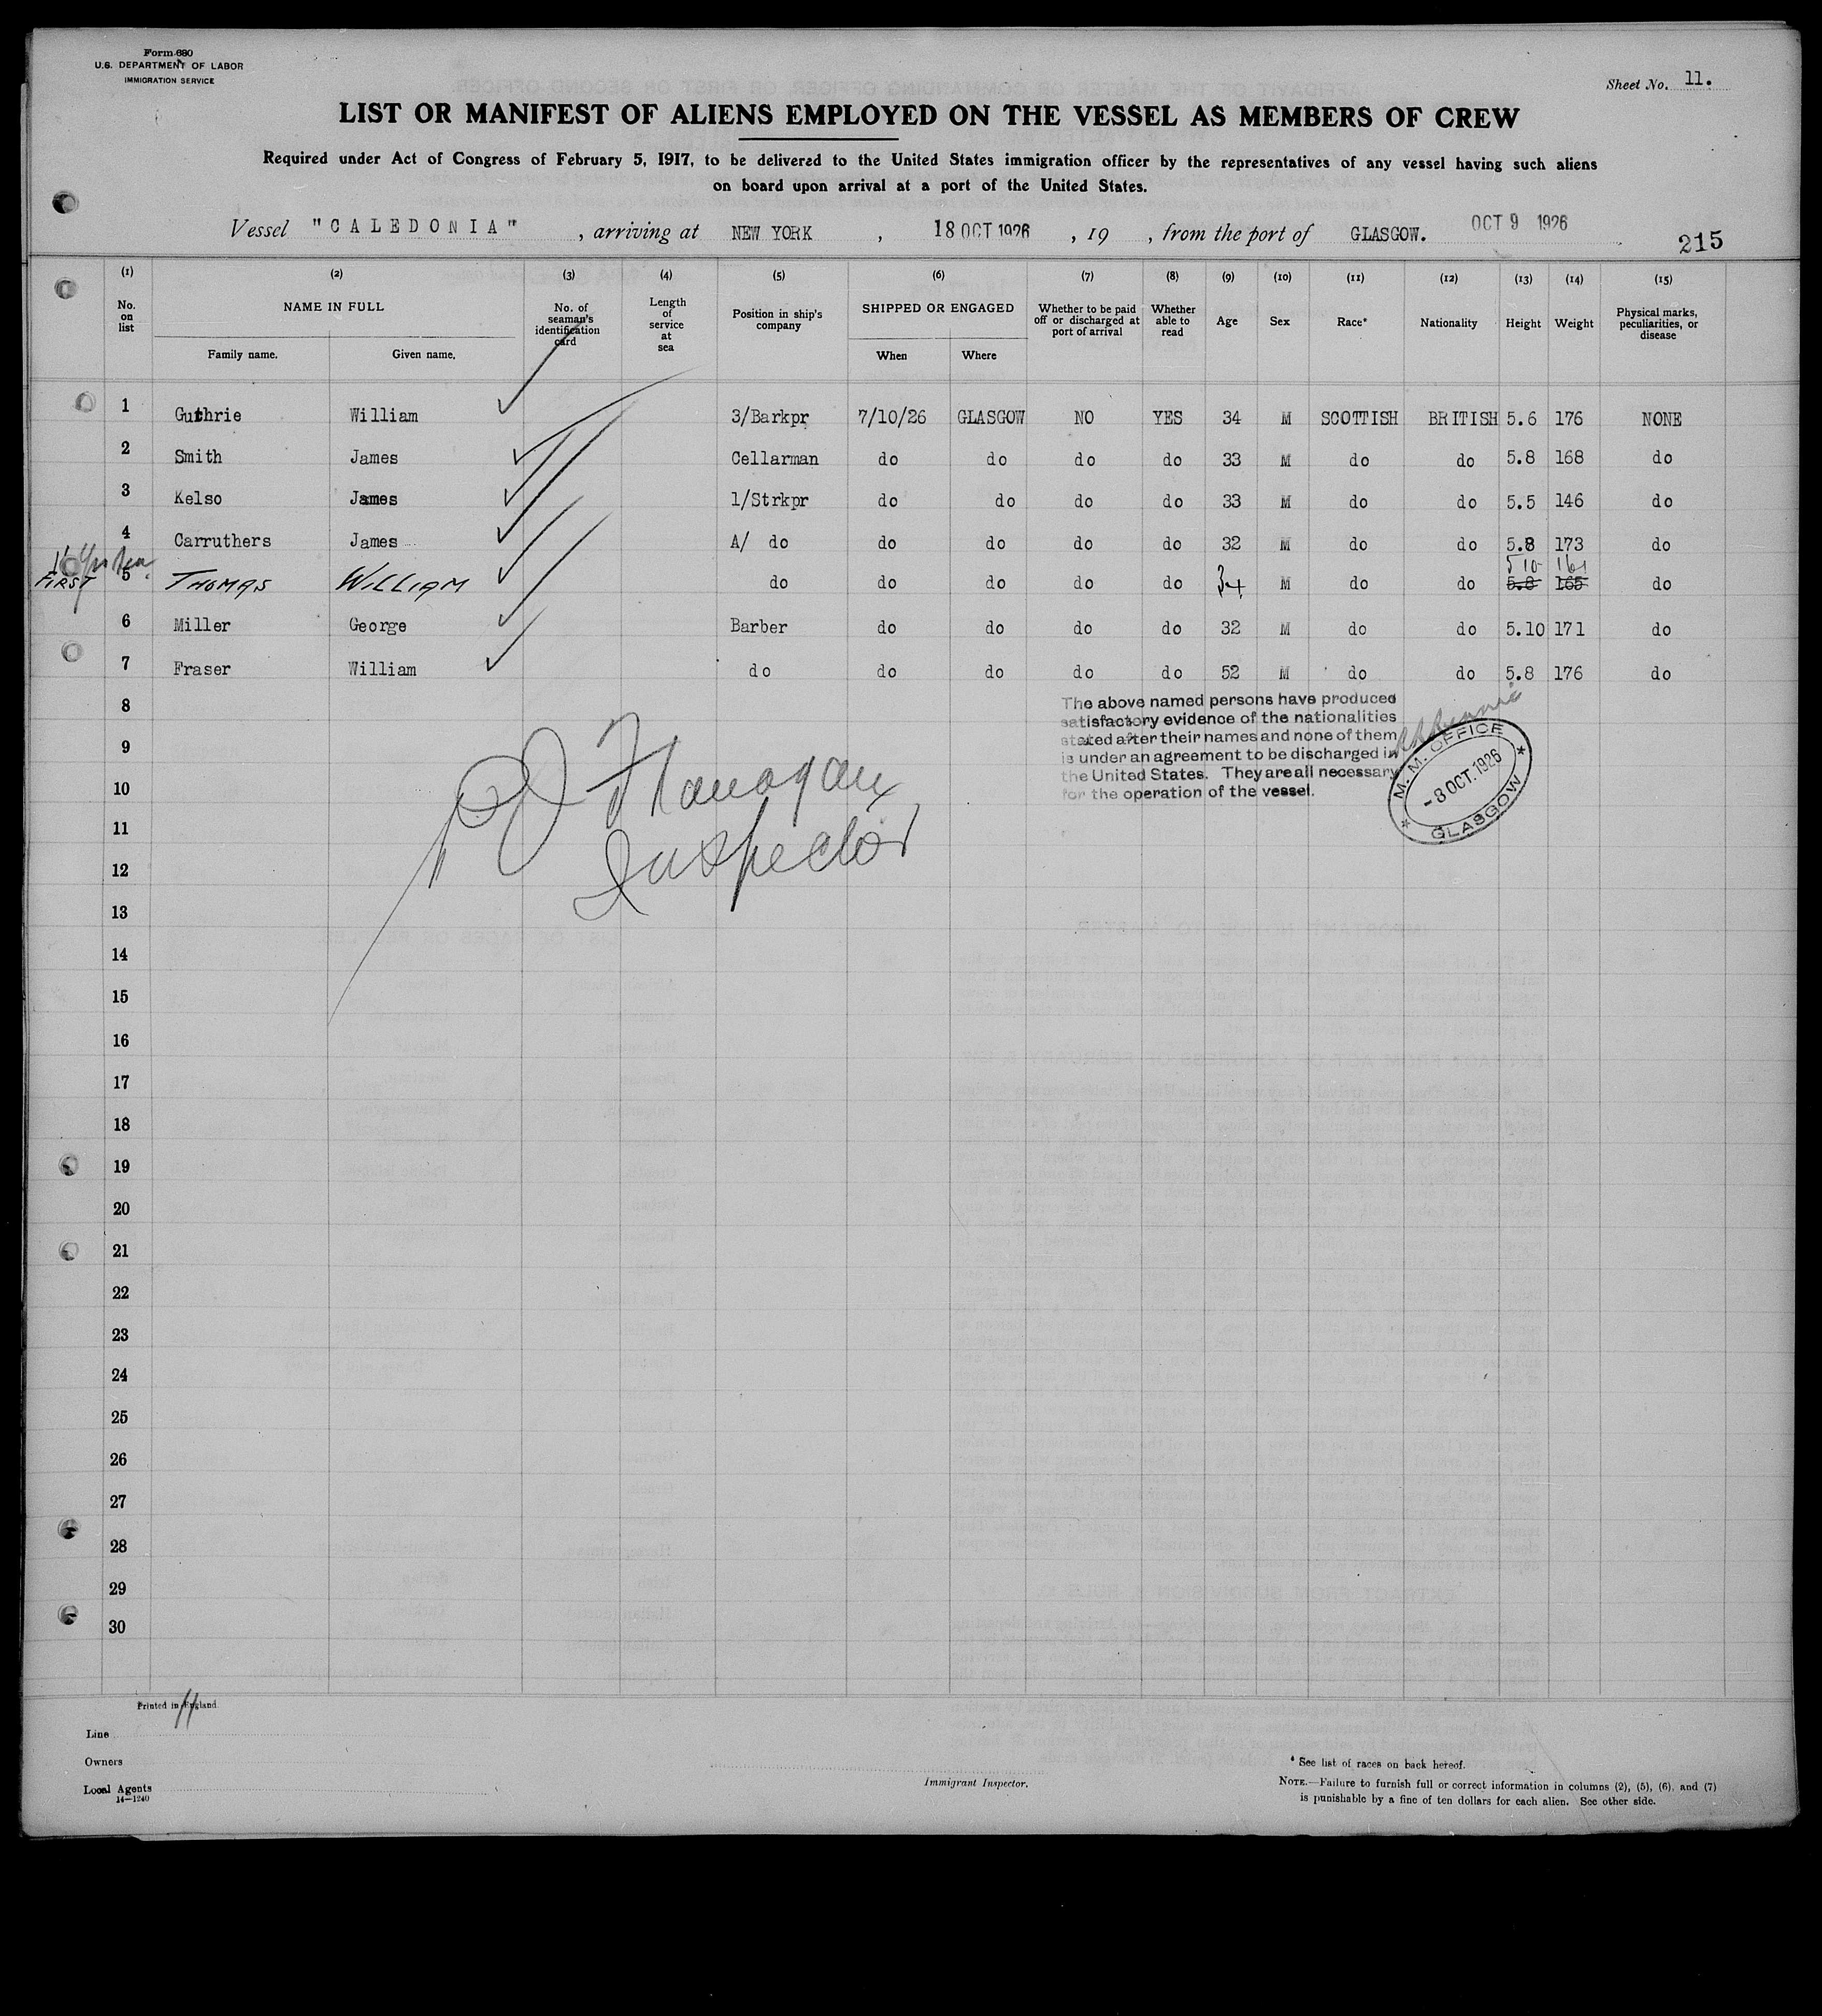 Form 680
U.S. DEPARTMENT OF LABOR
IMMIGRATION SERVICE
Sheet No. 11.
LIST OR MANIFEST OF ALIENS EMPLOYED ON THE VESSEL AS MEMBERS OF CREW
Required under Act of Congress of February 5, 1917, to be delivered to the United States immigration officer by the representatives of any vessel having such aliens
on board upon arrival at a port of the United States.
Vessel "CALEDONIA", arriving at NEW YORK, 18 OCT 1926, 19 , from the port of GLASGOW. OCT 9 1926
215
(1) (2) (3) (4) (5) (6) (7) (8) (9) (10) (11) (12) (13) (14) (15)
No. on list NAME IN FULL No. of seaman's identification card Length of service at sea Position in ship's company SHIPPED OR ENGAGED Whether to be paid off or discharged at port of arrival Whether able to read Age Sex Race* Nationality Height Weight Physical marks, peculiarities, or disease
Family name. Given name. When Where
1 Guthrie William 3/Barkpr 7/10/26 GLASGOW NO YES 34 M SCOTTISH BRITISH 5.6 176 NONE
2 Smith James Cellarman do do do do 33 M do do 5.8 168 do
3 Kelso James 1/Strkpr do do do do 33 M do do 5.5 146 do
4 Carruthers James A/ do do do do do 32 M do do 5.8 173 do
5 10 161
FIRST 5 THOMAS WILLIAM do do do do do 34 M do do 5.8 165 do
6 Miller George Barber do do do do 32 M do do 5.10 171 do
7 Fraser William do do do do do 52 M do do 5.8 176 do
8
The above named persons have produced
satisfactory evidence of the nationalities
stated after their names and none of them
is under an agreement to be discharged in
the United States. They are all necessary
for the operation of the vessel.
M. M. OFFICE
-8 OCT. 1926
GLASGOW
9
10
Flanagan
Inspector
11
12
13
14
15
16
17
18
19
20
21
22
23
24
25
26
27
28
29
30
Printed in England
11
Line
Owners
Local Agents
14—1240
Immigrant Inspector.
* See list of races on back hereof.
NOTE.—Failure to furnish full or correct information in columns (2), (5), (6), and (7)
is punishable by a fine of ten dollars for each alien. See other side.